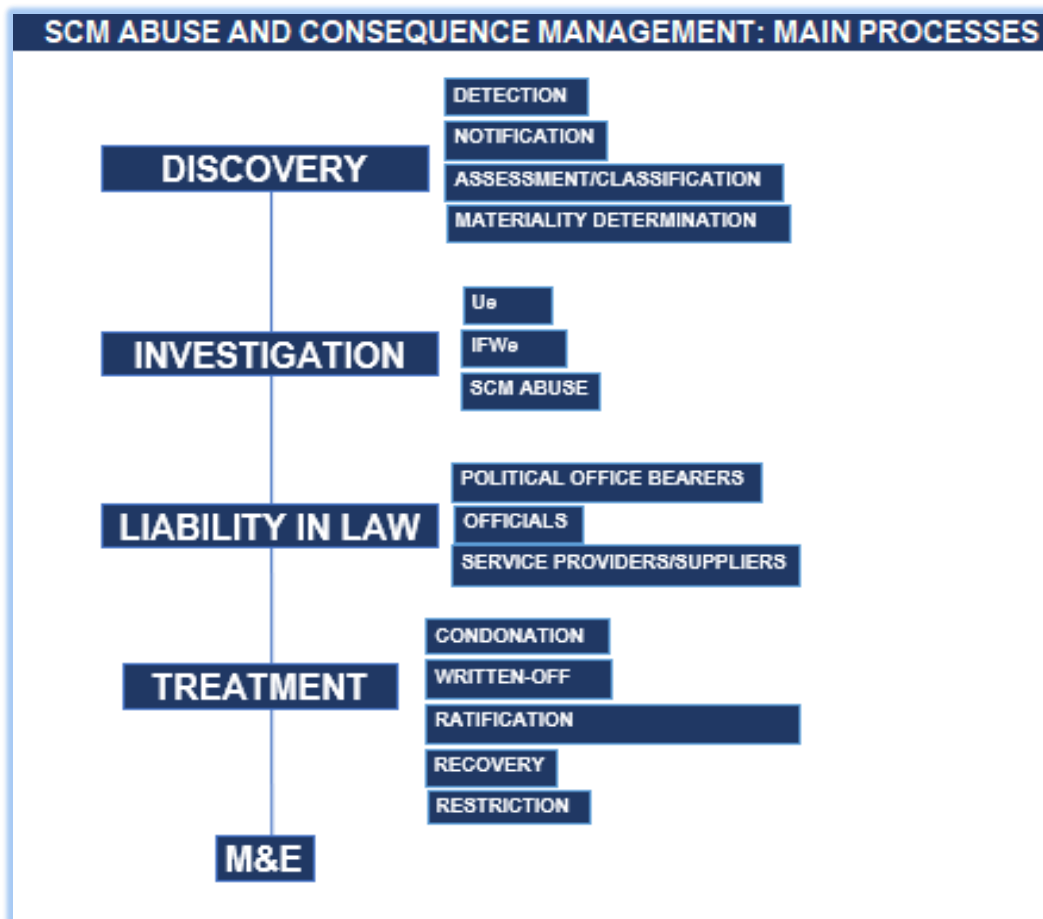 SCM ABUSE AND CONSEQUENCE MANAGEMENT: MAIN PROCESSES
DISCOVERY
DETECTION
NOTIFICATION
ASSESSMENT/CLASSIFICATION
MATERIALITY DETERMINATION
INVESTIGATION
Ue
IFWe
SCM ABUSE
LIABILITY IN LAW
POLITICAL OFFICE BEARERS
OFFICIALS
SERVICE PROVIDERS/SUPPLIERS
TREATMENT
CONDONATION
WRITTEN-OFF
RATIFICATION
RECOVERY
RESTRICTION
M&E